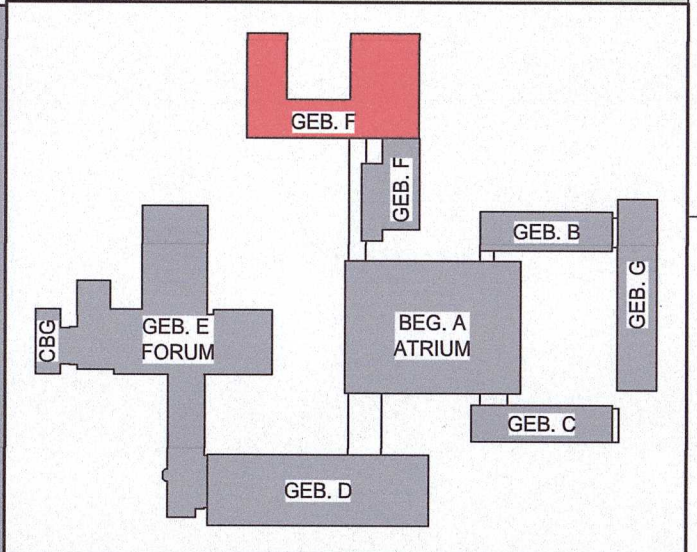 GEB. F
GEB. F
GEB. B
GEB. G
CBG
GEB. E
FORUM
BEG. A
ATRIUM
GEB. C
GEB. D